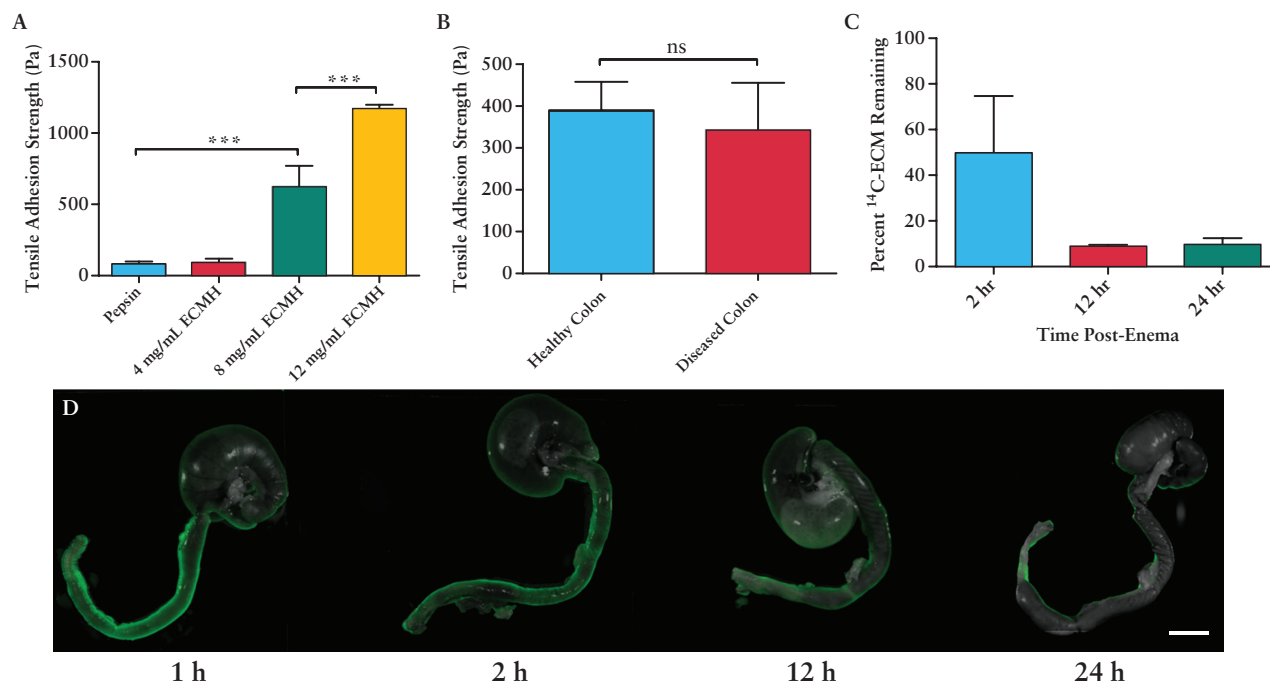 A
Tensile Adhesion Strength (Pa)
1500
1000
500
0
***
***
Pepsin
4 mg/mL ECMH
8 mg/mL ECMH
12 mg/mL ECMH
B
Tensile Adhesion Strength (Pa)
500
400
300
200
100
0
ns
Healthy Colon
Diseased Colon
C
Percent ¹⁴C-ECM Remaining
100
80
60
40
20
0
2 hr
12 hr
24 hr
Time Post-Enema
D
1 h
2 h
12 h
24 h